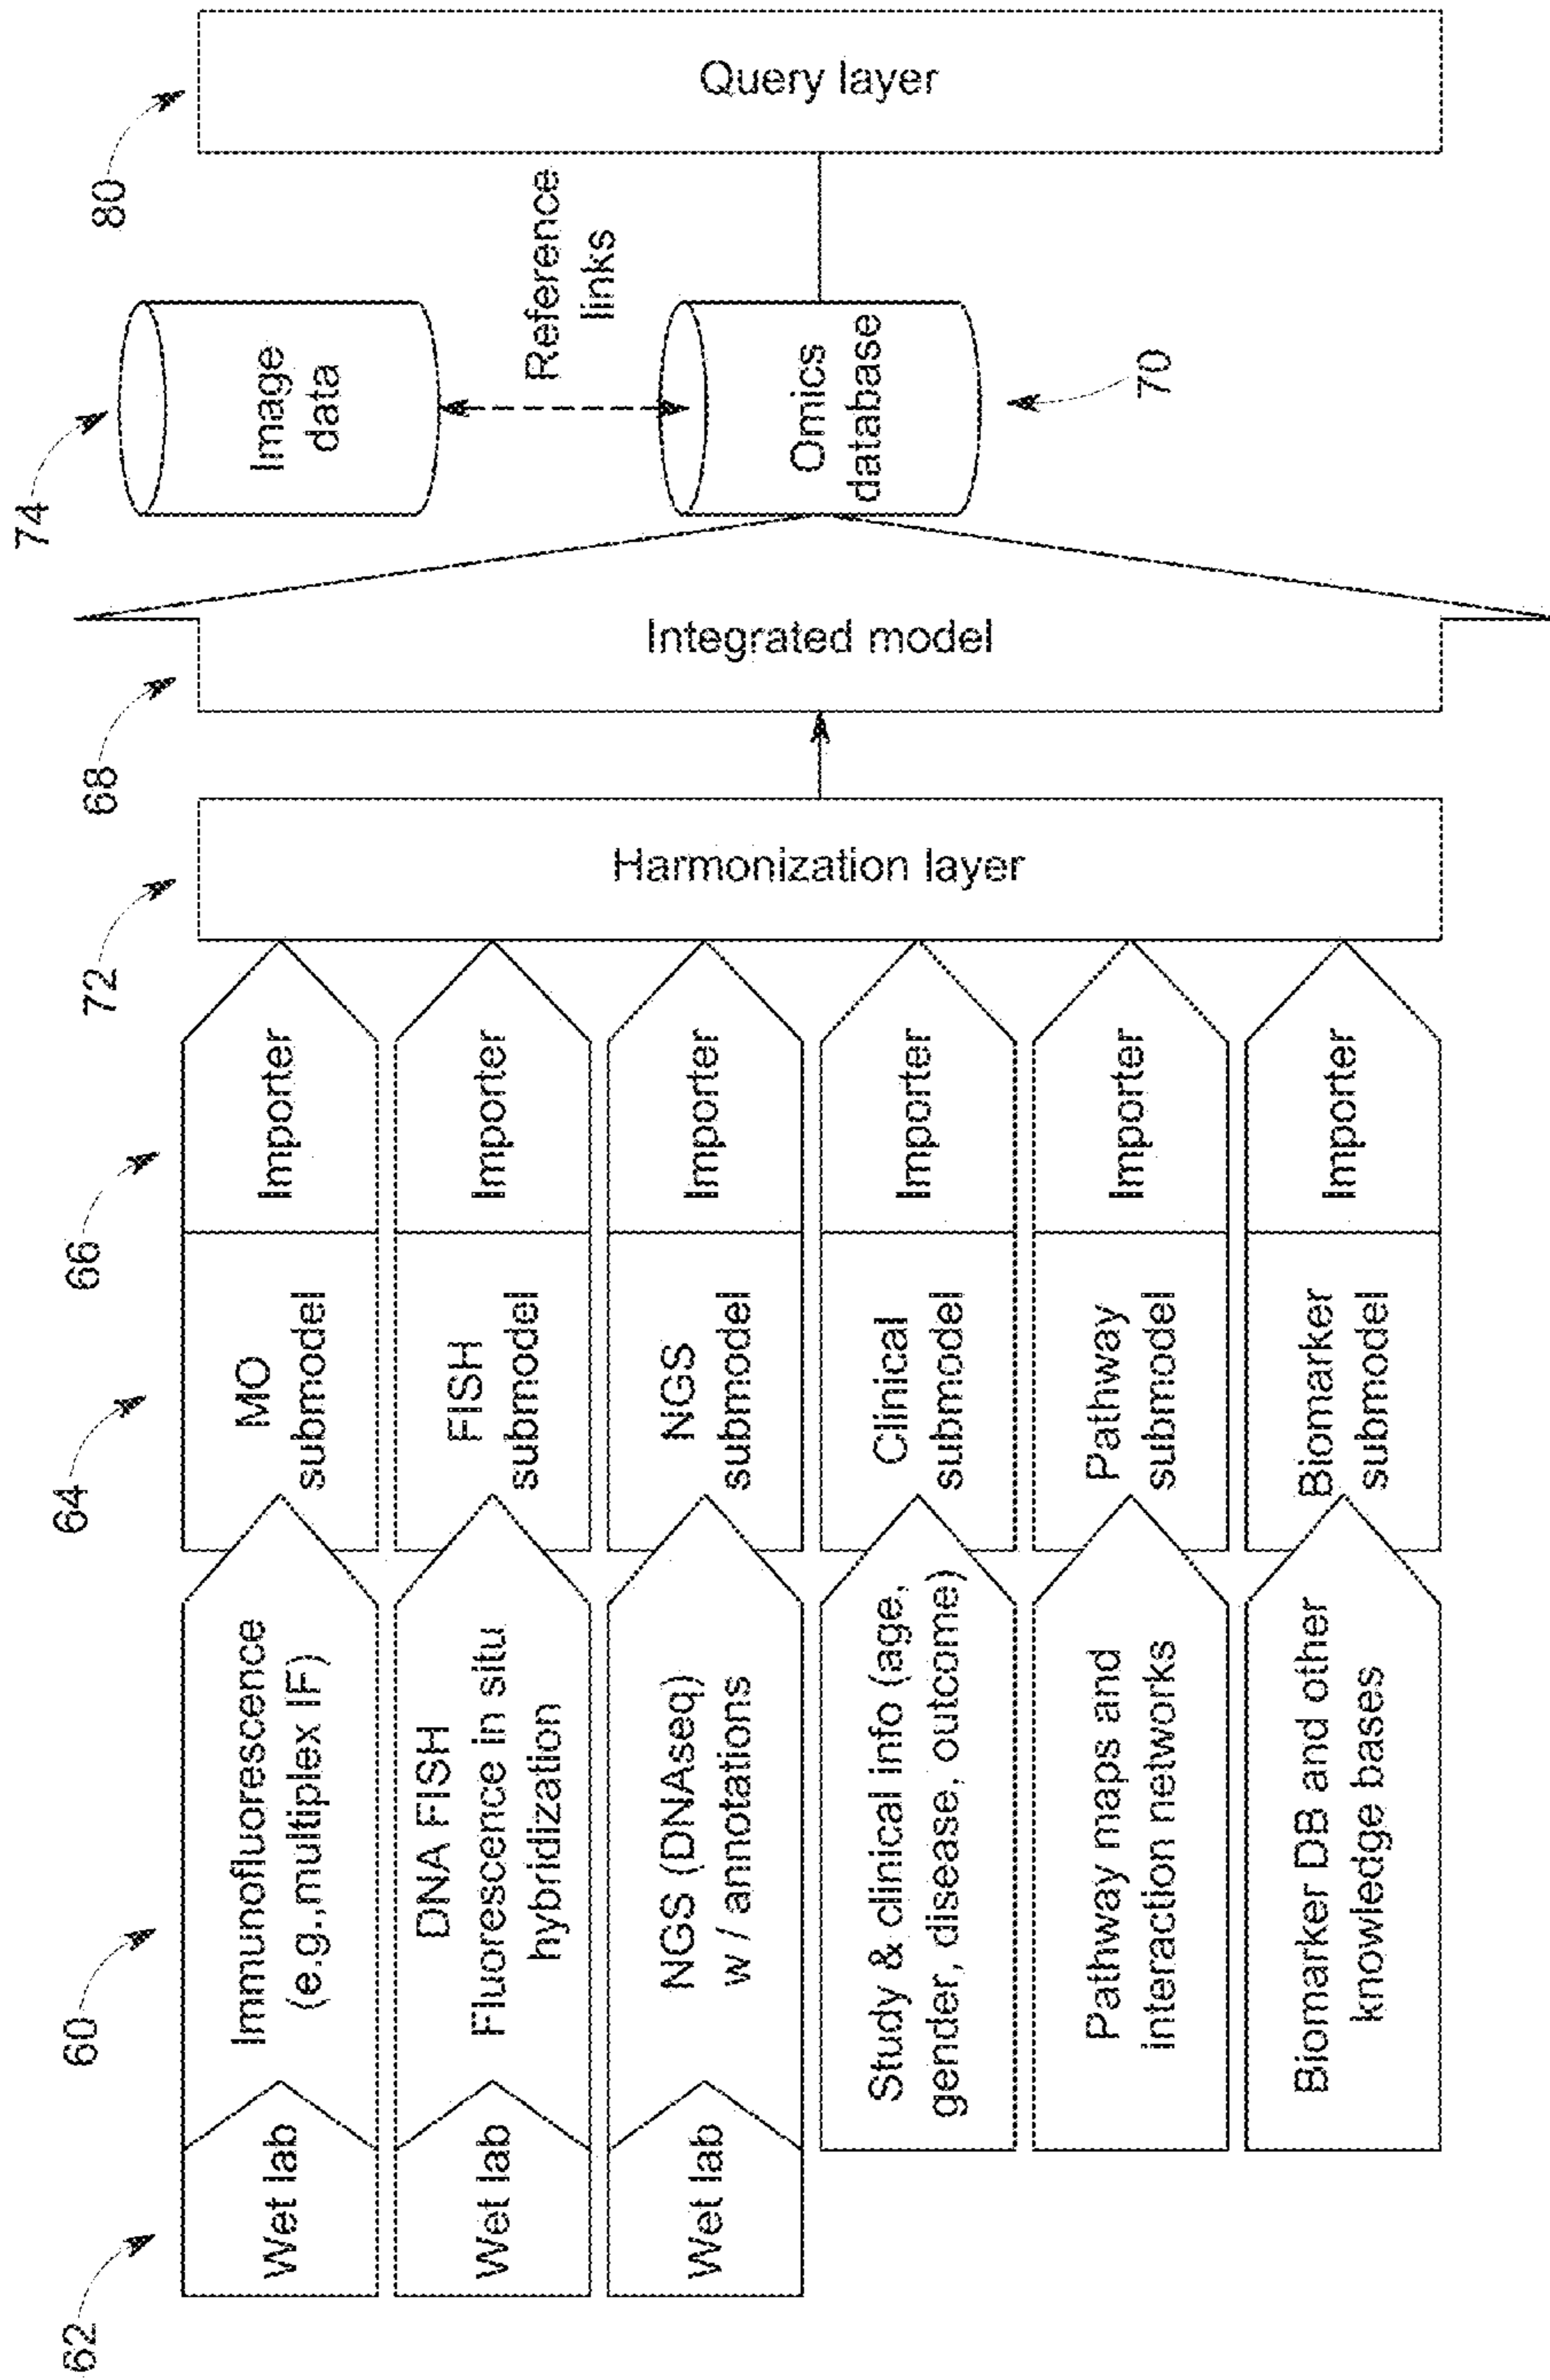 62
60
64
66
72
68
74
80
Wet lab
Immunofluorescence
(e.g.,multiplex IF)
MO
submodel
Importer
Wet lab
DNA FISH
Fluorescence in situ
hybridization
FISH
submodel
Importer
Wet lab
NGS (DNAseq)
w / annotations
NGS
submodel
Importer
Study & clinical info (age,
gender, disease, outcome)
Clinical
submodel
Importer
Pathway maps and
interaction networks
Pathway
submodel
Importer
Biomarker DB and other
knowledge bases
Biomarker
submodel
Importer
Harmonization layer
Integrated model
Image
data
Reference
links
Omics
database
70
Query layer